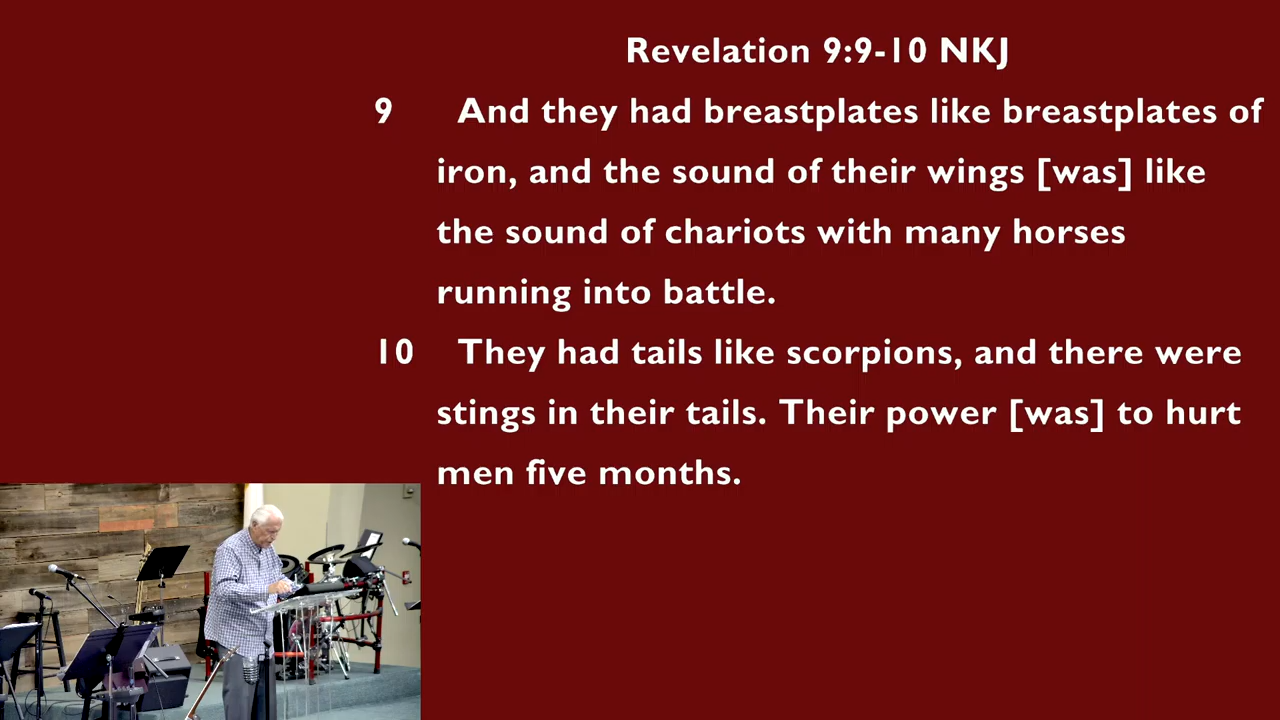 Revelation 9:9-10 NKJ
9 And they had breastplates like breastplates of
iron, and the sound of their wings [was] like
the sound of chariots with many horses
running into battle.
10 They had tails like scorpions, and there were
stings in their tails. Their power [was] to hurt
men five months.